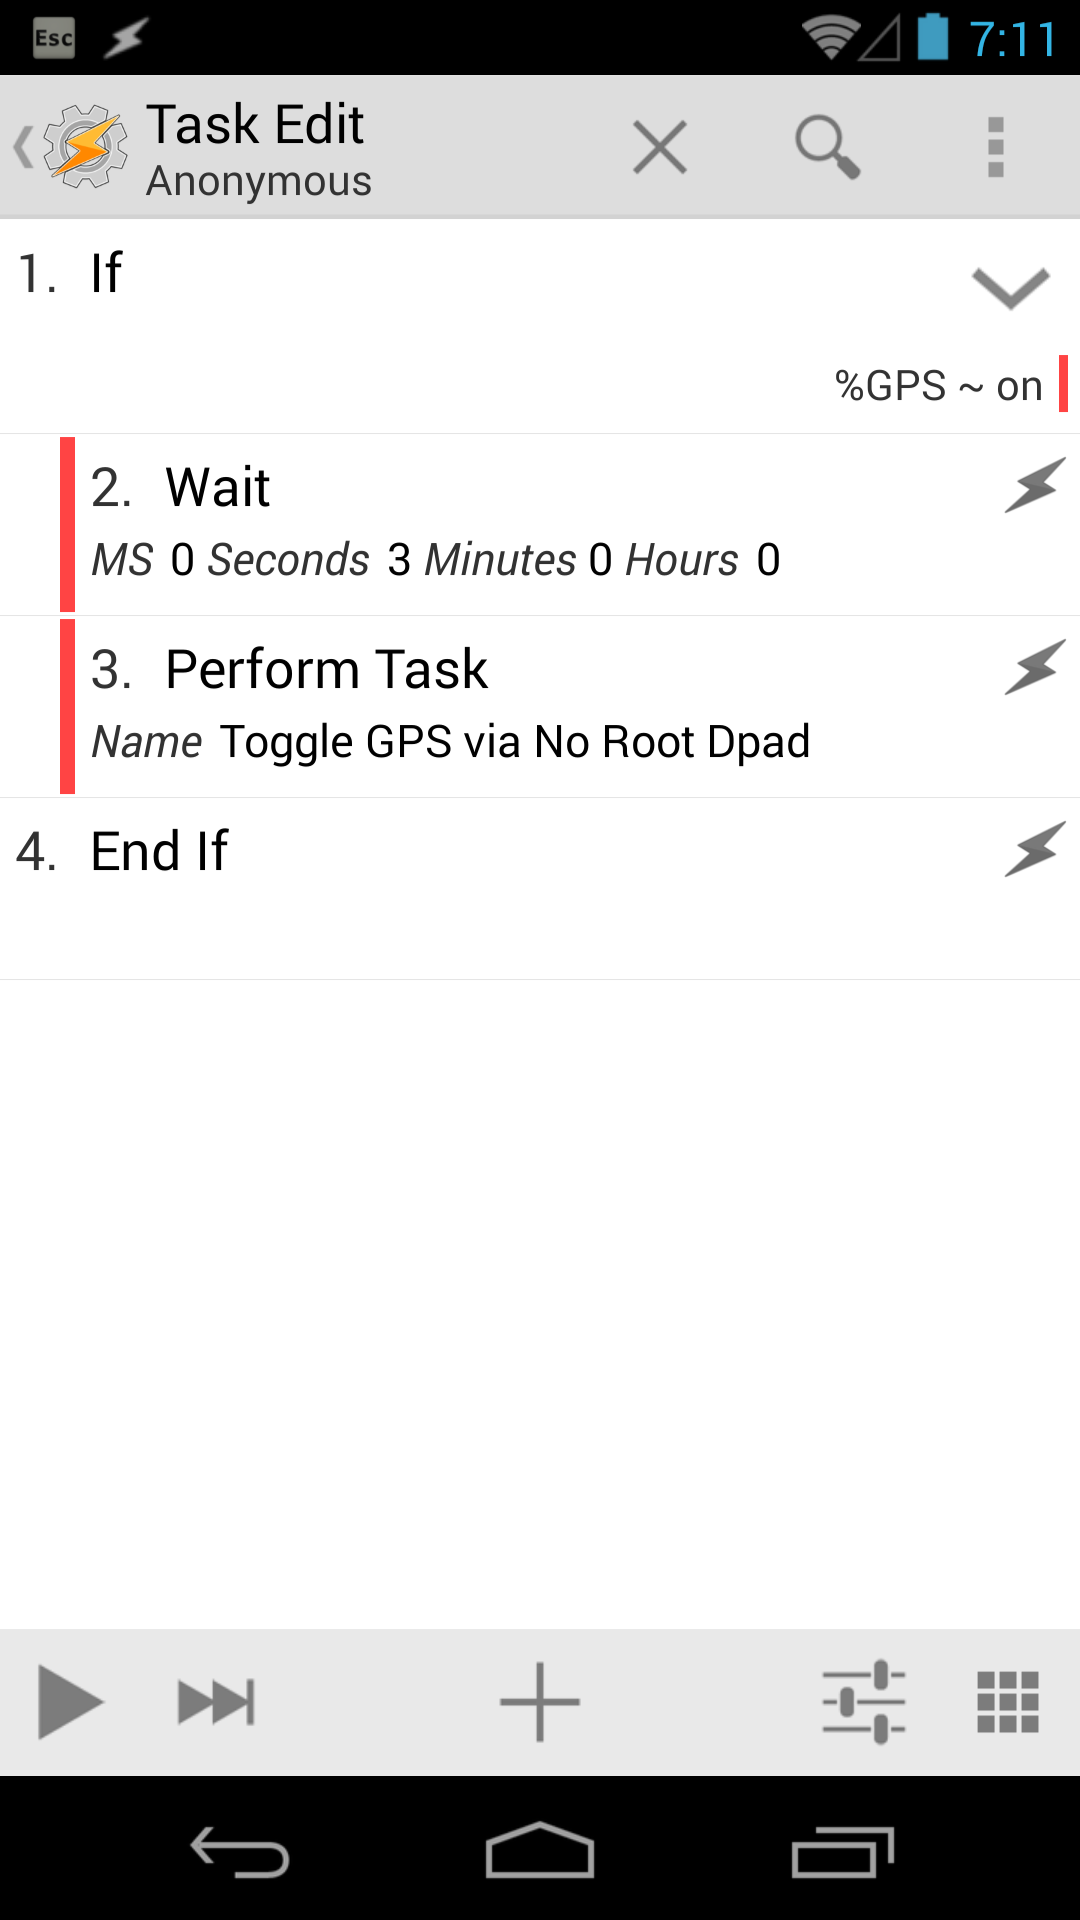 Esc 7:11
Task Edit
Anonymous
1. If
%GPS ~ on
2. Wait
MS 0 Seconds 3 Minutes 0 Hours 0
3. Perform Task
Name Toggle GPS via No Root Dpad
4. End If